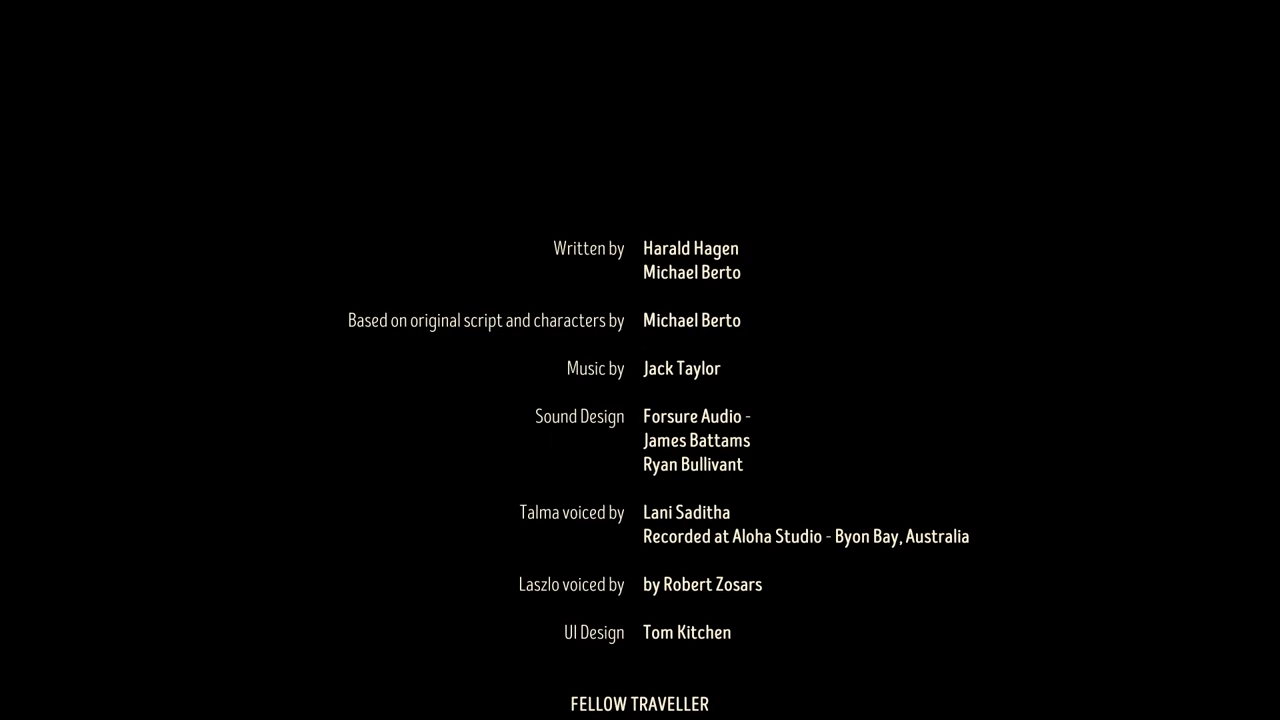 Written by Harald Hagen
Michael Berto
Based on original script and characters by Michael Berto
Music by Jack Taylor
Sound Design Forsure Audio -
James Battams
Ryan Bullivant
Talma voiced by Lani Saditha
Recorded at Aloha Studio - Byon Bay, Australia
Laszlo voiced by by Robert Zosars
UI Design Tom Kitchen
FELLOW TRAVELLER